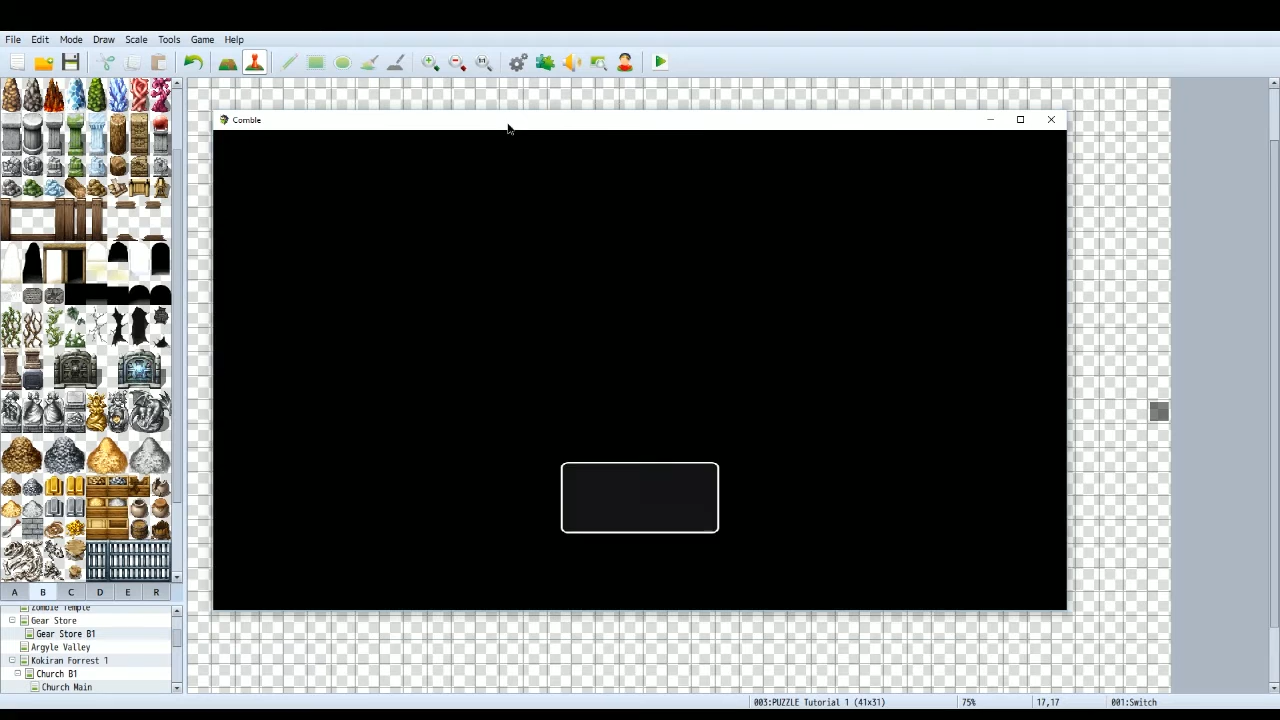 File Edit Mode Draw Scale Tools Game Help
Comble
A B C D E R
Zombie Temple
Gear Store
Gear Store B1
Argyle Valley
Kokiran Forrest 1
Church B1
Church Main
003:PUZZLE Tutorial 1 (41x31) 75% 17,17 001:Switch